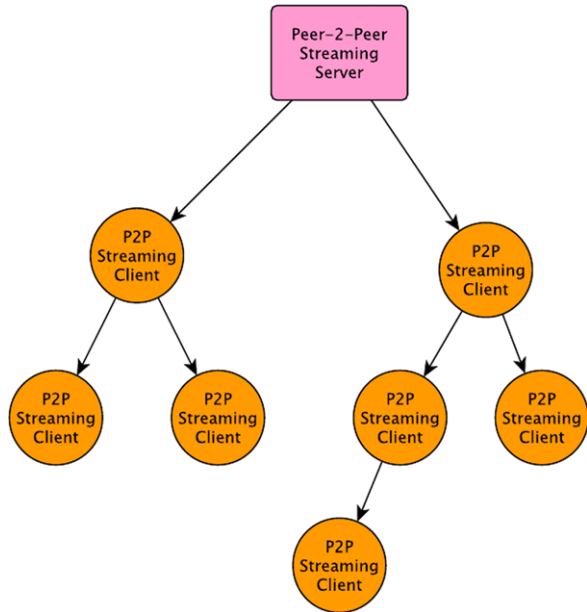 Peer-2-Peer
Streaming
Server
P2P
Streaming
Client
P2P
Streaming
Client
P2P
Streaming
Client
P2P
Streaming
Client
P2P
Streaming
Client
P2P
Streaming
Client
P2P
Streaming
Client